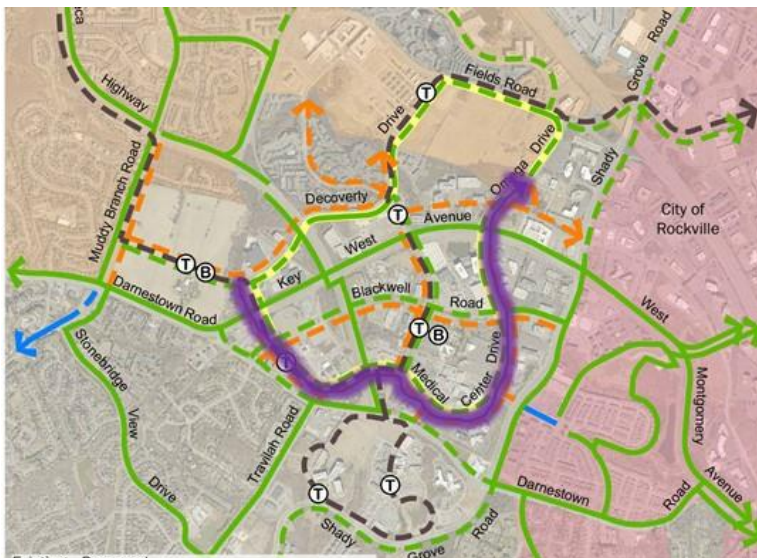 Highway
Muddy Branch Road
Drive
Fields Road
Grove Road
Omega Drive
Shady
Decoverly
Avenue
West
Key
City of
Rockville
T
T
T B
Blackwell Road
Darnestown Road
T B
T
West
Medical
Center Drive
Stonebridge
View
Drive
Travilah Road
Montgomery
Avenue
T
T
Darnestown
Road
Shady
Grove
Road